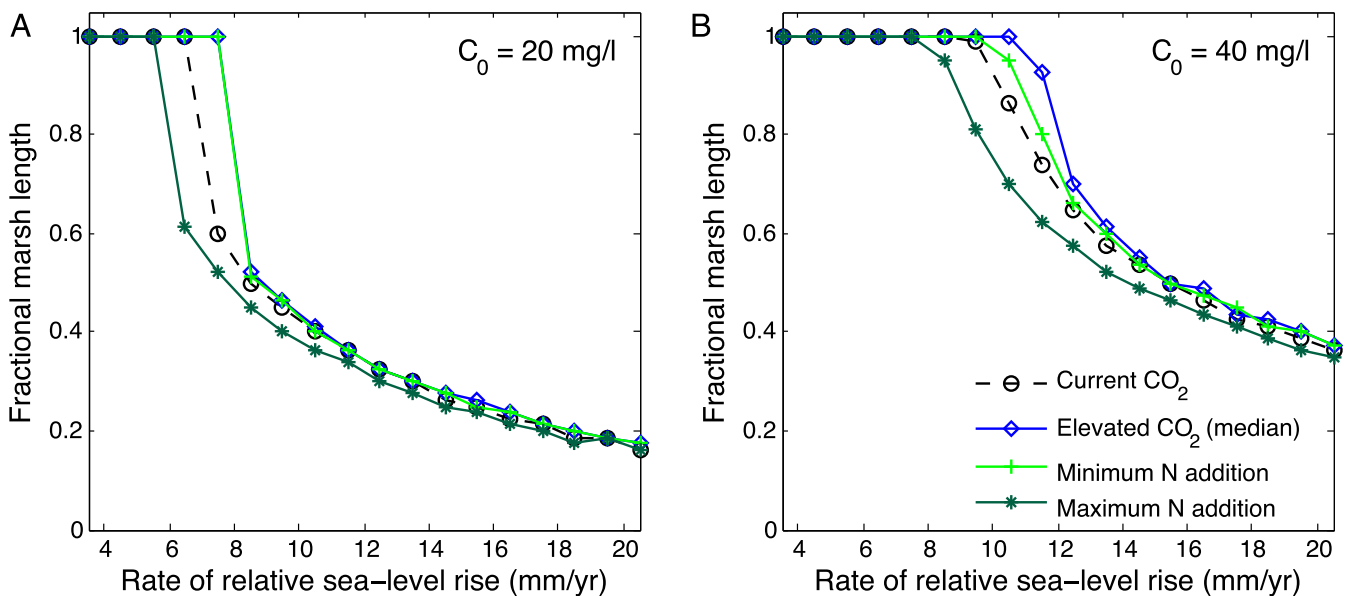 A
C₀ = 20 mg/l
Fractional marsh length
1
0.8
0.6
0.4
0.2
0
4 6 8 10 12 14 16 18 20
Rate of relative sea−level rise (mm/yr)
B
C₀ = 40 mg/l
Fractional marsh length
1
0.8
0.6
0.4
0.2
0
Current CO₂
Elevated CO₂ (median)
Minimum N addition
Maximum N addition
4 6 8 10 12 14 16 18 20
Rate of relative sea−level rise (mm/yr)